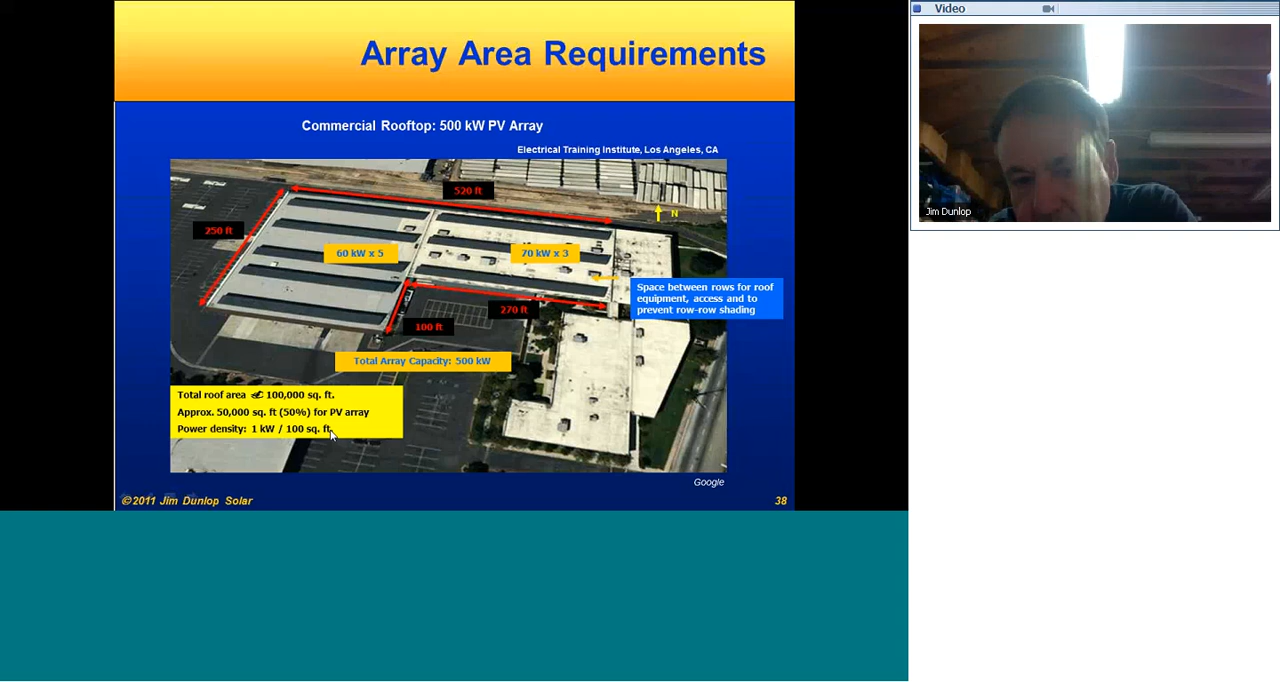 Video
Array Area Requirements
Commercial Rooftop: 500 kW PV Array
Electrical Training Institute, Los Angeles, CA
520 ft
N
250 ft
60 kW x 5
70 kW x 3
Space between rows for roof
equipment, access and to
prevent row-row shading
270 ft
100 ft
Total Array Capacity: 500 kW
Total roof area 100,000 sq. ft.
Approx. 50,000 sq. ft (50%) for PV array
Power density: 1 kW / 100 sq. ft.
Google
©2011 Jim Dunlop Solar
38
Jim Dunlop